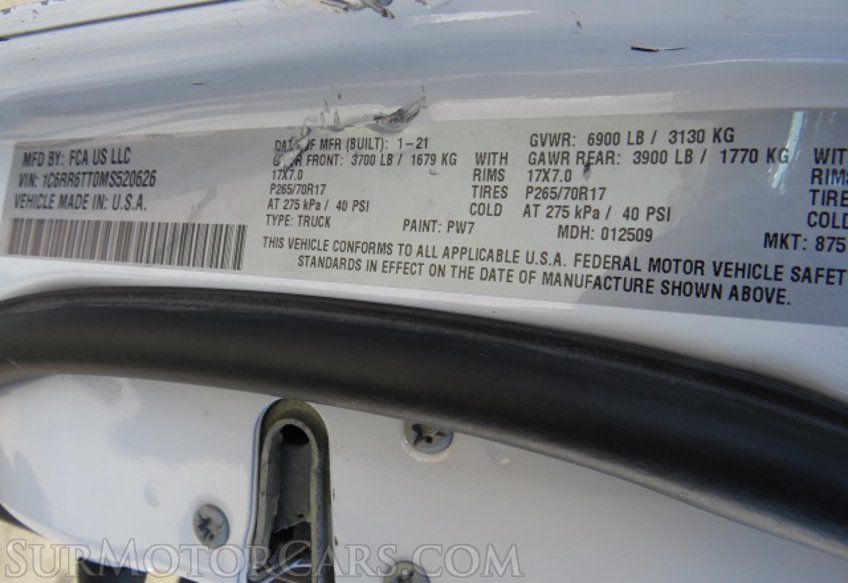 MFD BY: FCA US LLC
VIN: 1C6RR6TT0MS520626
VEHICLE MADE IN: U.S.A.
DATE OF MFR (BUILT): 1-21 GVWR: 6900 LB / 3130 KG
GAWR FRONT: 3700 LB / 1679 KG WITH GAWR REAR: 3900 LB / 1770 KG WITH
17X7.0 RIMS 17X7.0 RIMS
P265/70R17 TIRES P265/70R17 TIRE
AT 275 kPa / 40 PSI COLD AT 275 kPa / 40 PSI COLD
TYPE: TRUCK PAINT: PW7 MDH: 012509 MKT: 875
THIS VEHICLE CONFORMS TO ALL APPLICABLE U.S.A. FEDERAL MOTOR VEHICLE SAFETY
STANDARDS IN EFFECT ON THE DATE OF MANUFACTURE SHOWN ABOVE.
SURMOTORCARS.COM